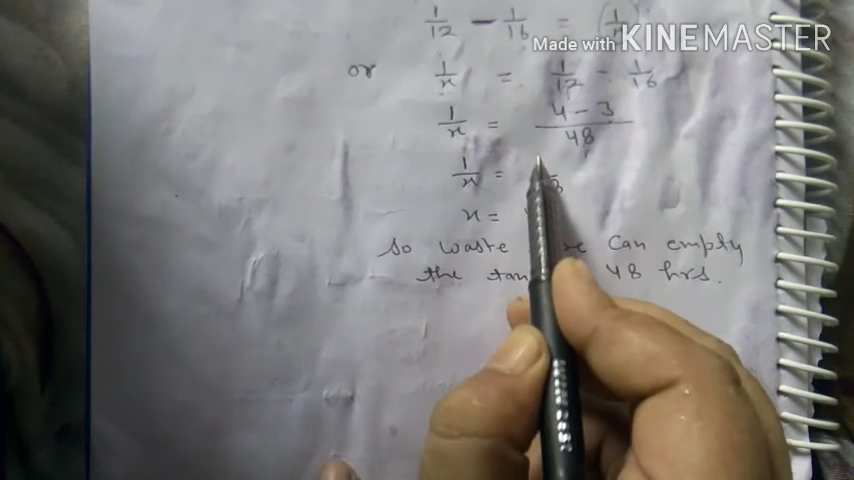 Made with KINEMASTER
1/12 - 1/16 =
or 1/x = 1/12 - 1/16
1/x = 4 - 3 / 48
1/x =
x =
So waste can empty
the 48 hrs.